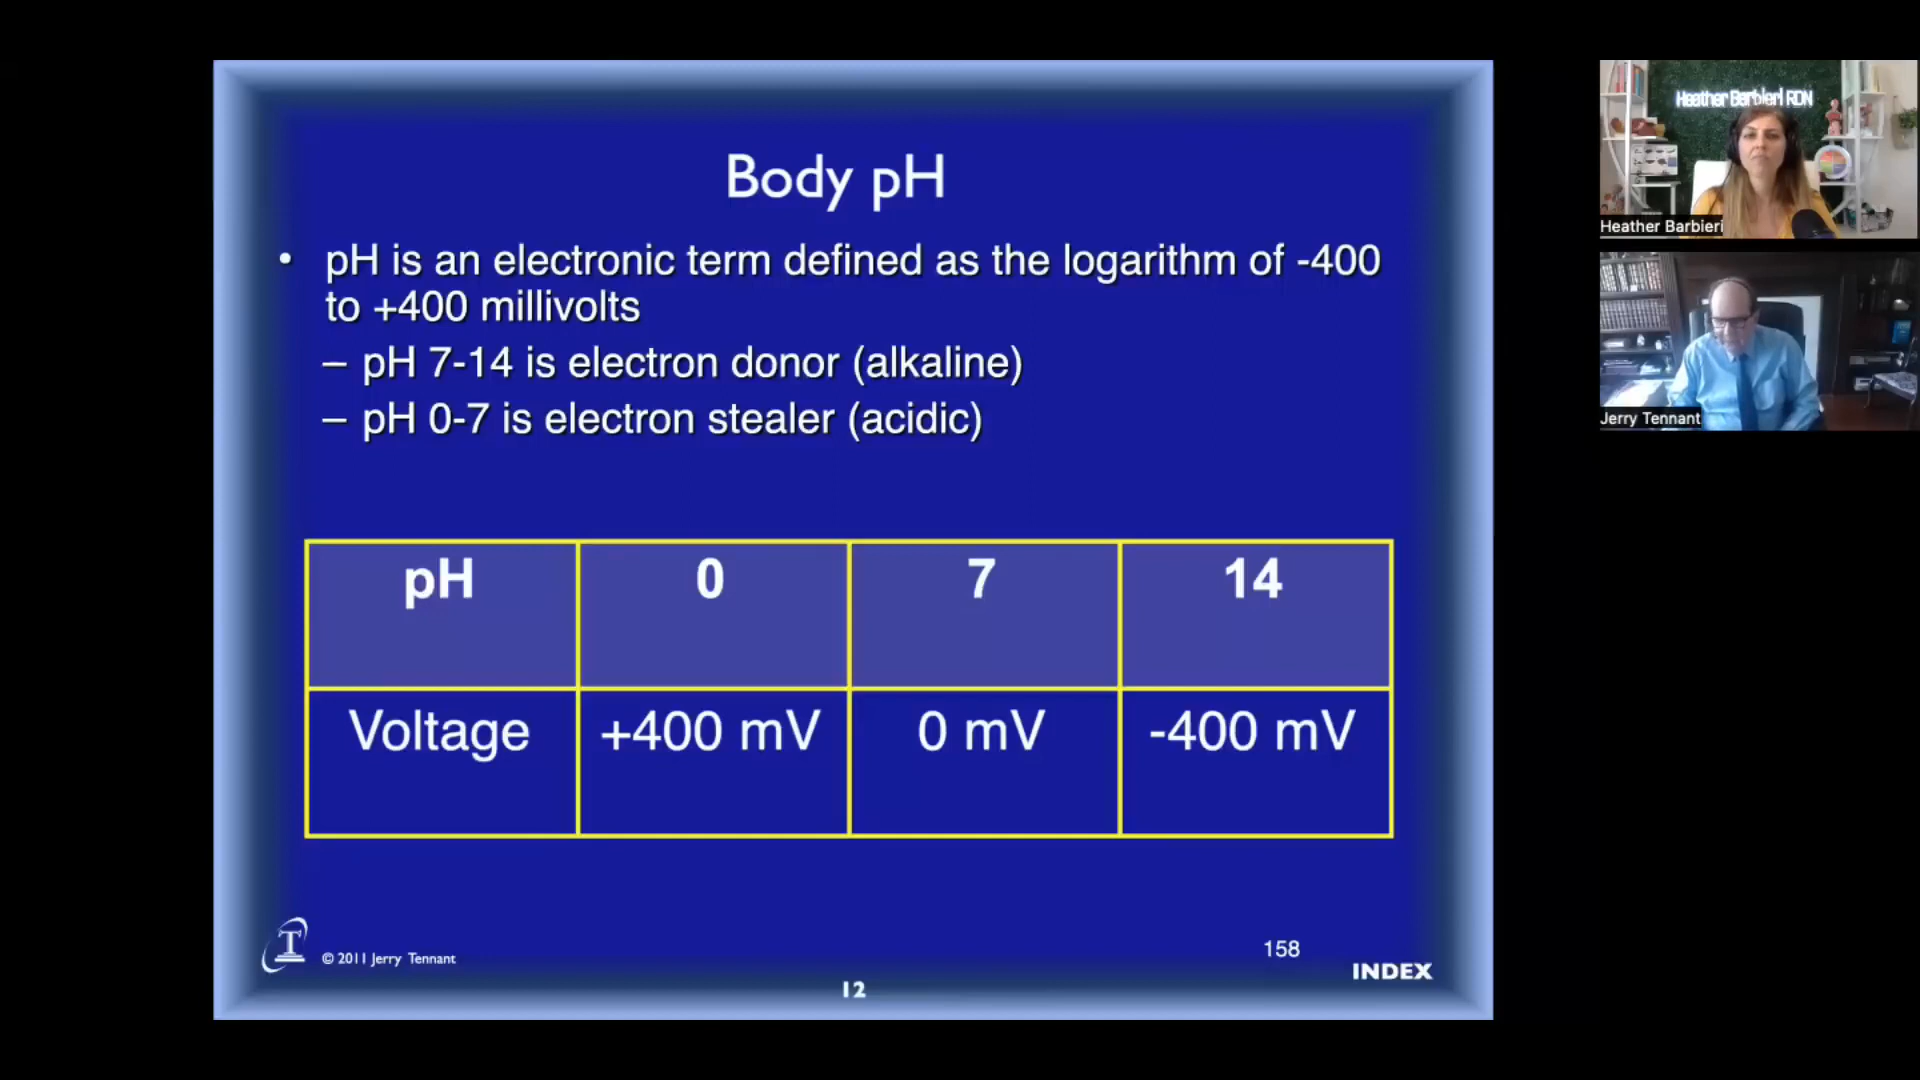 Body pH
• pH is an electronic term defined as the logarithm of -400
to +400 millivolts
– pH 7-14 is electron donor (alkaline)
– pH 0-7 is electron stealer (acidic)
pH 0 7 14
Voltage +400 mV 0 mV -400 mV
T © 2011 Jerry Tennant
158
INDEX
12
Heather Barbieri RDN
Heather Barbieri
Jerry Tennant